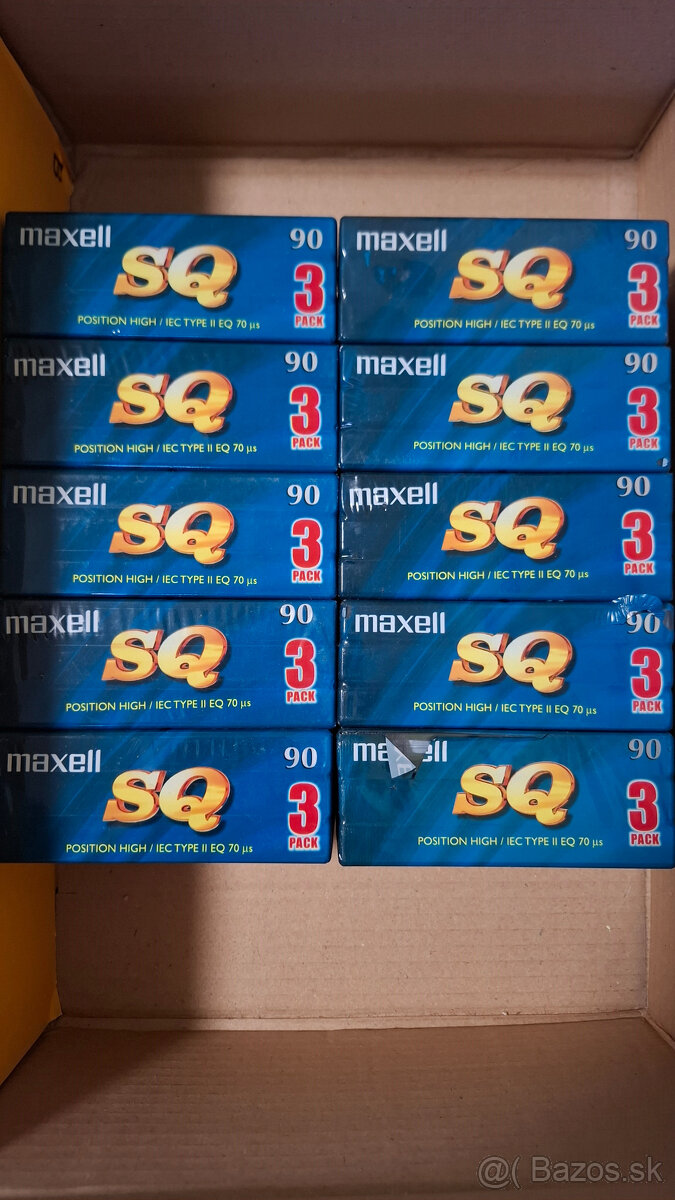 maxell SQ 90
3
PACK
POSITION HIGH / IEC TYPE II EQ 70 µs
maxell SQ 90
3
PACK
POSITION HIGH / IEC TYPE II EQ 70 µs
maxell SQ 90
3
PACK
POSITION HIGH / IEC TYPE II EQ 70 µs
maxell SQ 90
3
PACK
POSITION HIGH / IEC TYPE II EQ 70 µs
maxell SQ 90
3
PACK
POSITION HIGH / IEC TYPE II EQ 70 µs
maxell SQ 90
3
PACK
POSITION HIGH / IEC TYPE II EQ 70 µs
maxell SQ 90
3
PACK
POSITION HIGH / IEC TYPE II EQ 70 µs
maxell SQ 90
3
PACK
POSITION HIGH / IEC TYPE II EQ 70 µs
maxell SQ 90
3
PACK
POSITION HIGH / IEC TYPE II EQ 70 µs
ma ell SQ 90
3
PACK
POSITION HIGH / IEC TYPE II EQ 70 µs
@( Bazos.sk